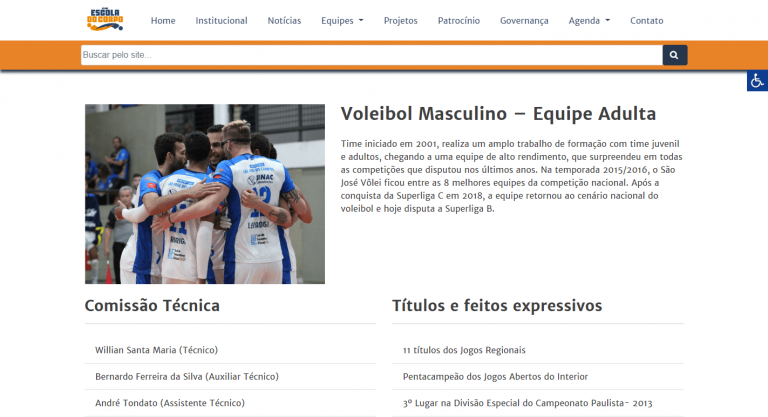 ESCOLA
DO CORPO
Home Institucional Notícias Equipes Projetos Patrocínio Governança Agenda Contato
Buscar pelo site...
Voleibol Masculino – Equipe Adulta
Time iniciado em 2001, realiza um amplo trabalho de formação com time juvenil
e adultos, chegando a uma equipe de alto rendimento, que surpreendeu em todas
as competições que disputou nos últimos anos. Na temporada 2015/2016, o São
José Vôlei ficou entre as 8 melhores equipes da competição nacional. Após a
conquista da Superliga C em 2018, a equipe retornou ao cenário nacional do
voleibol e hoje disputa a Superliga B.
12
Comissão Técnica
Willian Santa Maria (Técnico)
Bernardo Ferreira da Silva (Auxiliar Técnico)
André Tondato (Assistente Técnico)
Títulos e feitos expressivos
11 títulos dos Jogos Regionais
Pentacampeão dos Jogos Abertos do Interior
3º Lugar na Divisão Especial do Campeonato Paulista- 2013